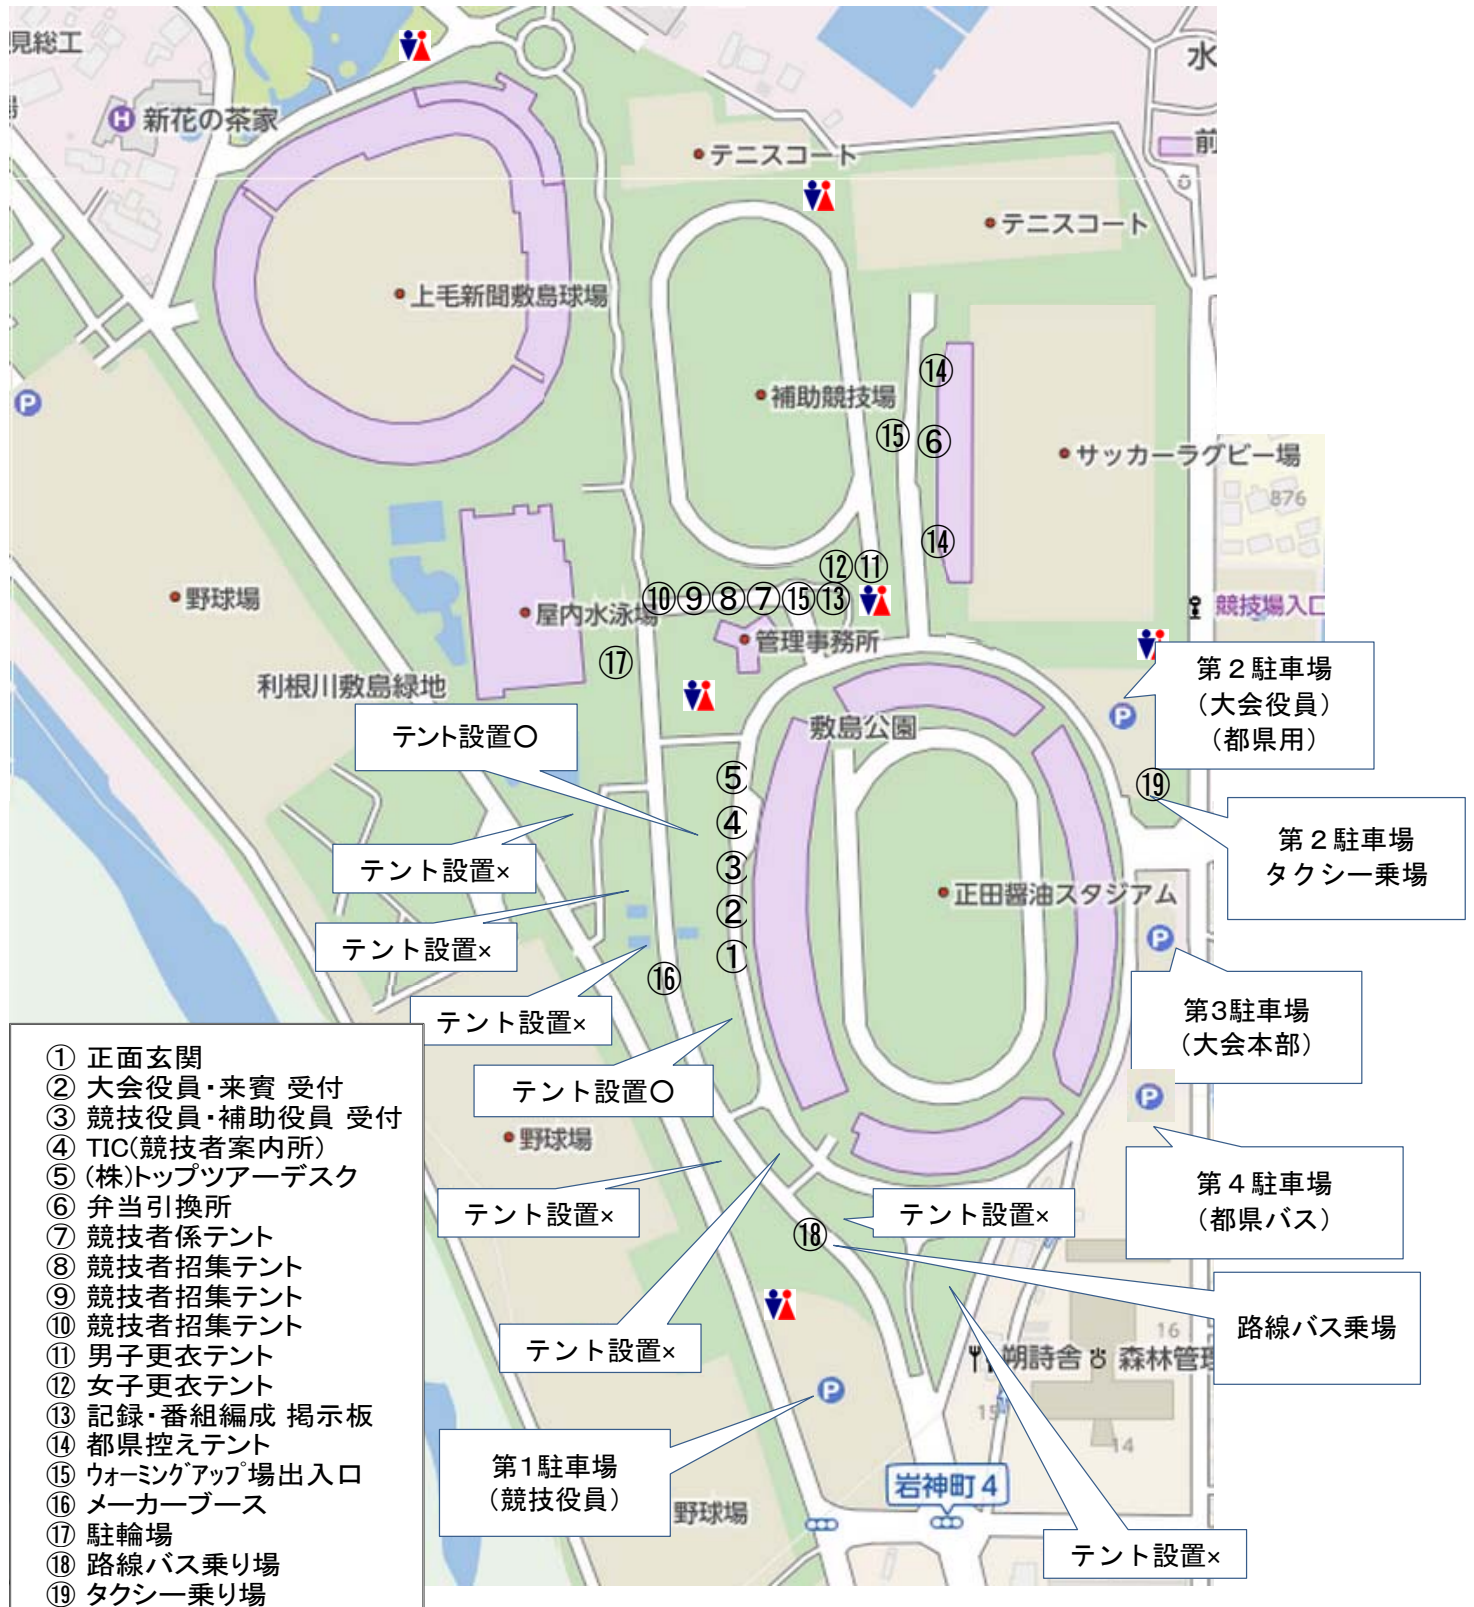 見総工
新花の茶家
水
前
テニスコート
テニスコート
上毛新聞敷島球場
補助競技場
⑭
⑮
⑥
サッカーラグビー場
876
⑭
⑫
⑪
野球場
屋内水泳場
⑩
⑨
⑧
⑦
⑮
⑬
競技場入口
管理事務所
⑰
利根川敷島緑地
第２駐車場
(大会役員)
(都県用)
敷島公園
テント設置〇
⑤
⑲
④
第２駐車場
タクシー乗場
テント設置×
③
正田醤油スタジアム
②
テント設置×
①
⑯
テント設置×
第3駐車場
(大会本部)
テント設置〇
野球場
第４駐車場
(都県バス)
テント設置×
テント設置×
⑱
路線バス乗場
テント設置×
16
朔詩舎
森林管理
15
14
第1駐車場
(競技役員)
岩神町４
野球場
テント設置×
① 正面玄関
② 大会役員・来賓 受付
③ 競技役員・補助役員 受付
④ TIC(競技者案内所)
⑤ (株)トップツアーデスク
⑥ 弁当引換所
⑦ 競技者係テント
⑧ 競技者招集テント
⑨ 競技者招集テント
⑩ 競技者招集テント
⑪ 男子更衣テント
⑫ 女子更衣テント
⑬ 記録・番組編成 掲示板
⑭ 都県控えテント
⑮ ウォーミングアップ場出入口
⑯ メーカーブース
⑰ 駐輪場
⑱ 路線バス乗り場
⑲ タクシー乗り場